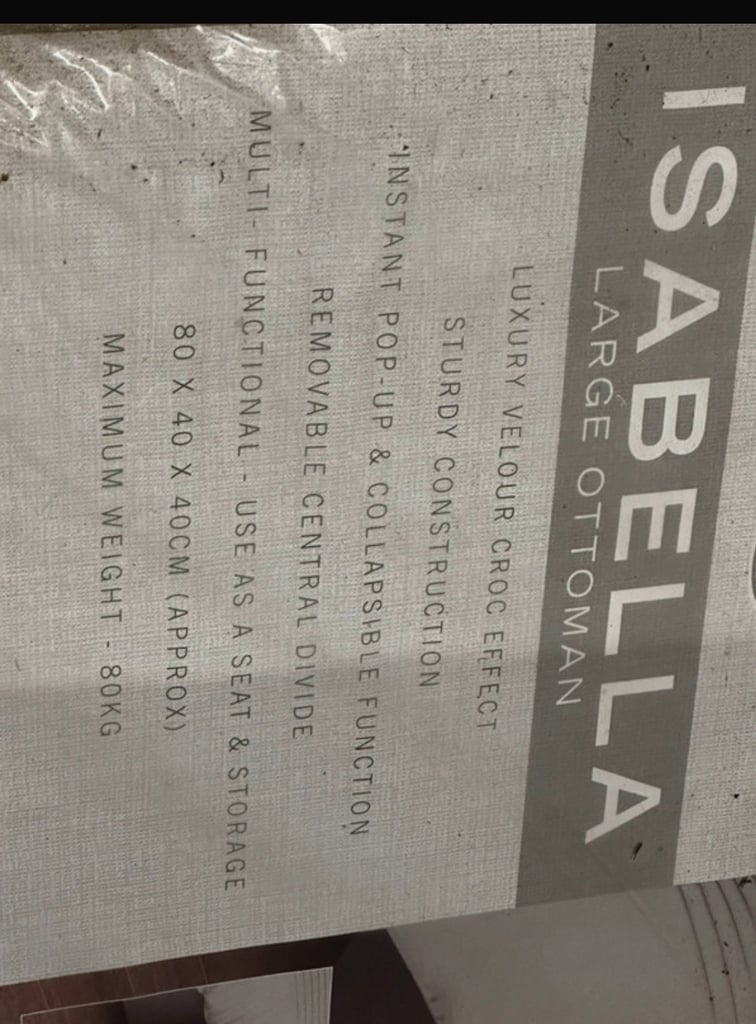 ISABELLA
LARGE OTTOMAN
LUXURY VELOUR CROC EFFECT
STURDY CONSTRUCTION
INSTANT POP-UP & COLLAPSIBLE FUNCTION
REMOVABLE CENTRAL DIVIDE
MULTI-FUNCTIONAL - USE AS A SEAT & STORAGE
80 X 40 X 40CM (APPROX)
MAXIMUM WEIGHT - 80KG